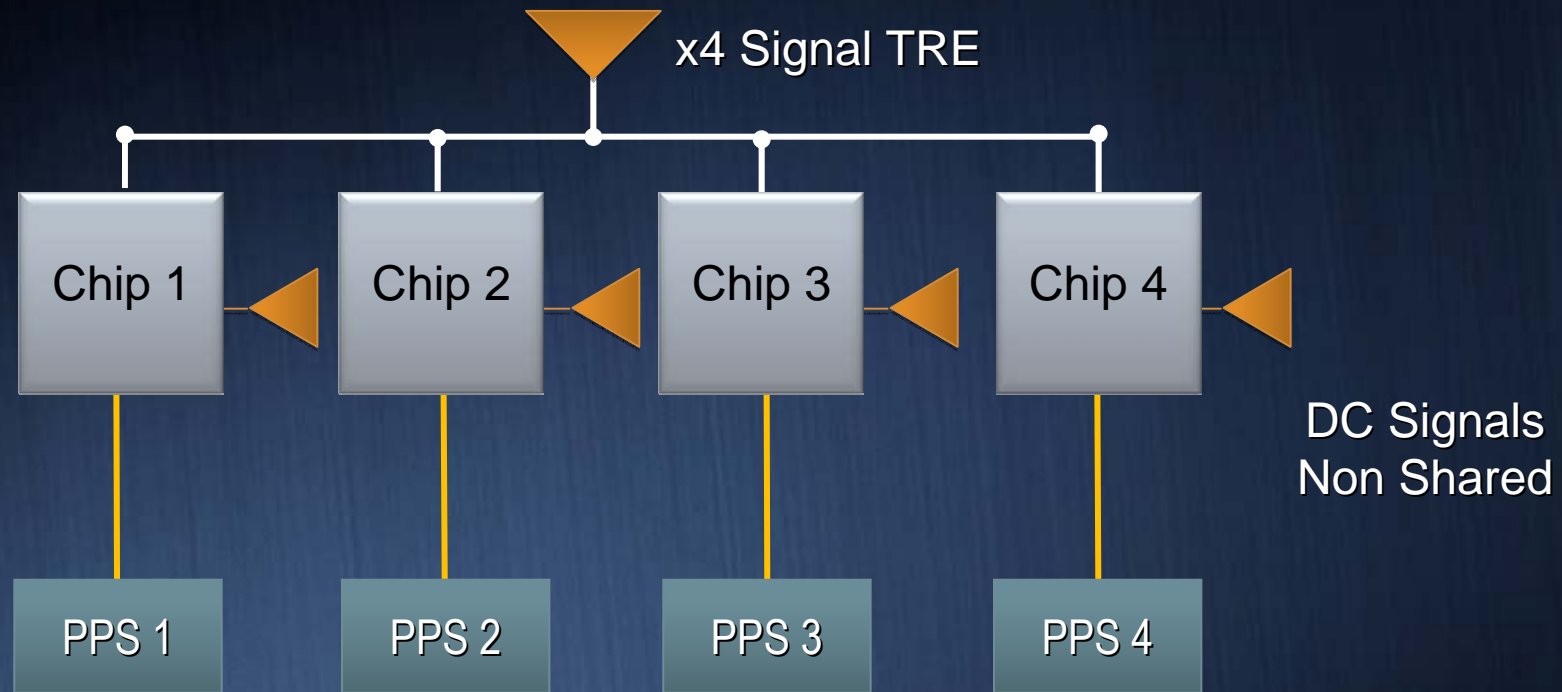 x4 Signal TRE
Chip 1
Chip 2
Chip 3
Chip 4
DC Signals
Non Shared
PPS 1
PPS 2
PPS 3
PPS 4